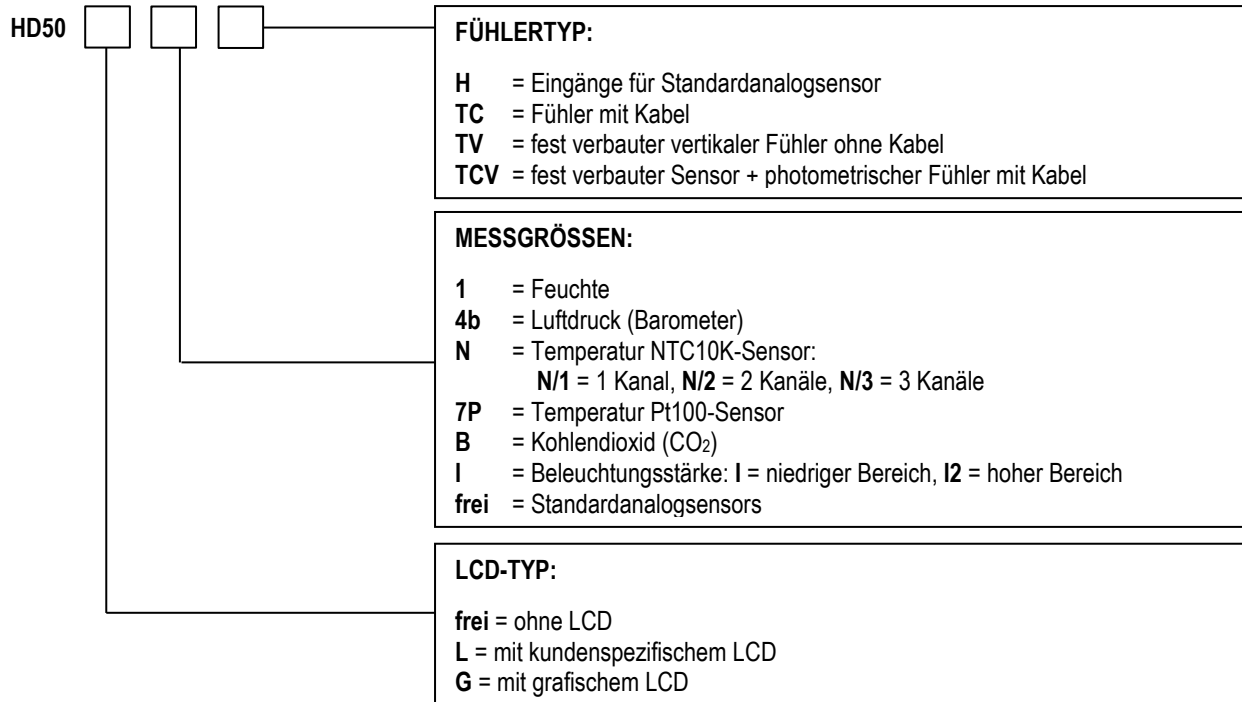 HD50
FÜHLERTYP:
H = Eingänge für Standardanalogsensor
TC = Fühler mit Kabel
TV = fest verbauter vertikaler Fühler ohne Kabel
TCV = fest verbauter Sensor + photometrischer Fühler mit Kabel
MESSGRÖSSEN:
1 = Feuchte
4b = Luftdruck (Barometer)
N = Temperatur NTC10K-Sensor:
N/1 = 1 Kanal, N/2 = 2 Kanäle, N/3 = 3 Kanäle
7P = Temperatur Pt100-Sensor
B = Kohlendioxid (CO₂)
I = Beleuchtungsstärke: I = niedriger Bereich, I2 = hoher Bereich
frei = Standardanalogsensors
LCD-TYP:
frei = ohne LCD
L = mit kundenspezifischem LCD
G = mit grafischem LCD